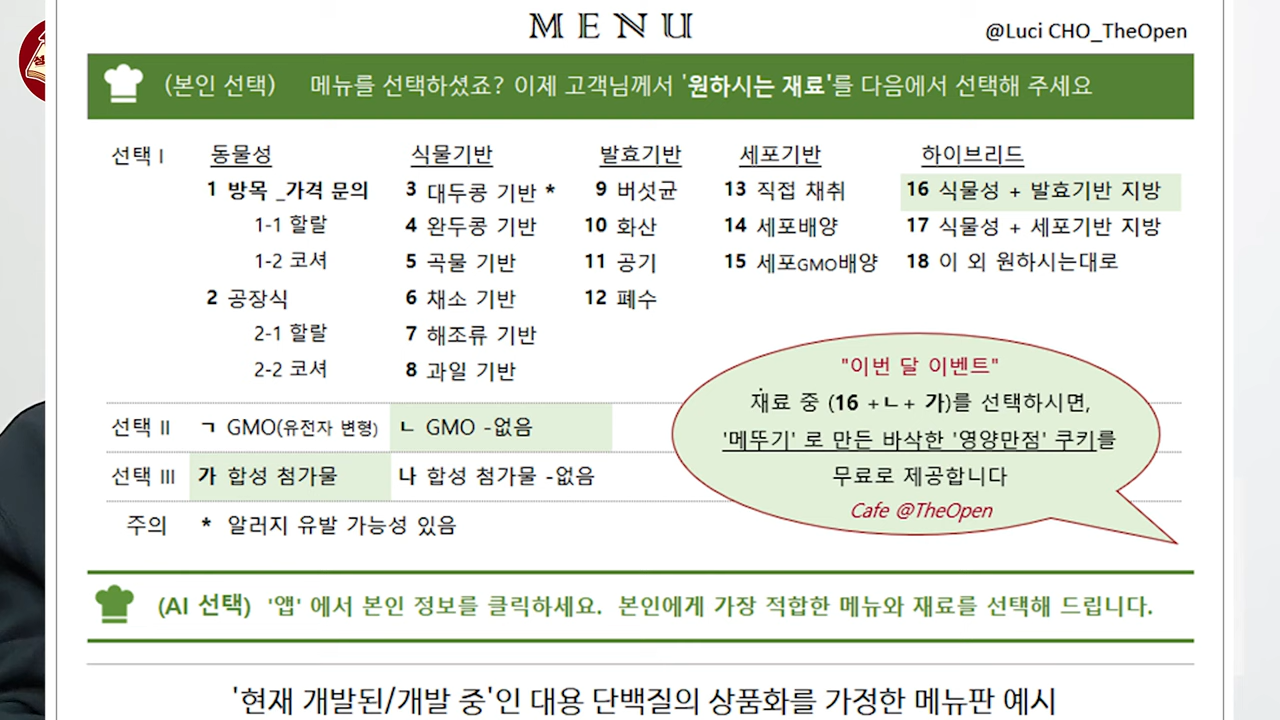 MENU
@Luci CHO_TheOpen
(본인 선택) 메뉴를 선택하셨죠? 이제 고객님께서 '원하시는 재료'를 다음에서 선택해 주세요
선택 I 동물성 식물기반 발효기반 세포기반 하이브리드
1 방목 _가격 문의 3 대두콩 기반 * 9 버섯균 13 직접 채취 16 식물성 + 발효기반 지방
1-1 할랄 4 완두콩 기반 10 화산 14 세포배양 17 식물성 + 세포기반 지방
1-2 코셔 5 곡물 기반 11 공기 15 세포GMO배양 18 이 외 원하시는대로
2 공장식 6 채소 기반 12 폐수
2-1 할랄 7 해조류 기반
2-2 코셔 8 과일 기반
"이번 달 이벤트"
재료 중 (16 +ㄴ+ 가)를 선택하시면,
'메뚜기' 로 만든 바삭한 '영양만점' 쿠키를
무료로 제공합니다
Cafe @TheOpen
선택 II ㄱ GMO(유전자 변형) ㄴ GMO -없음
선택 III 가 합성 첨가물 나 합성 첨가물 -없음
주의 * 알러지 유발 가능성 있음
(AI 선택) '앱' 에서 본인 정보를 클릭하세요. 본인에게 가장 적합한 메뉴와 재료를 선택해 드립니다.
'현재 개발된/개발 중'인 대용 단백질의 상품화를 가정한 메뉴판 예시